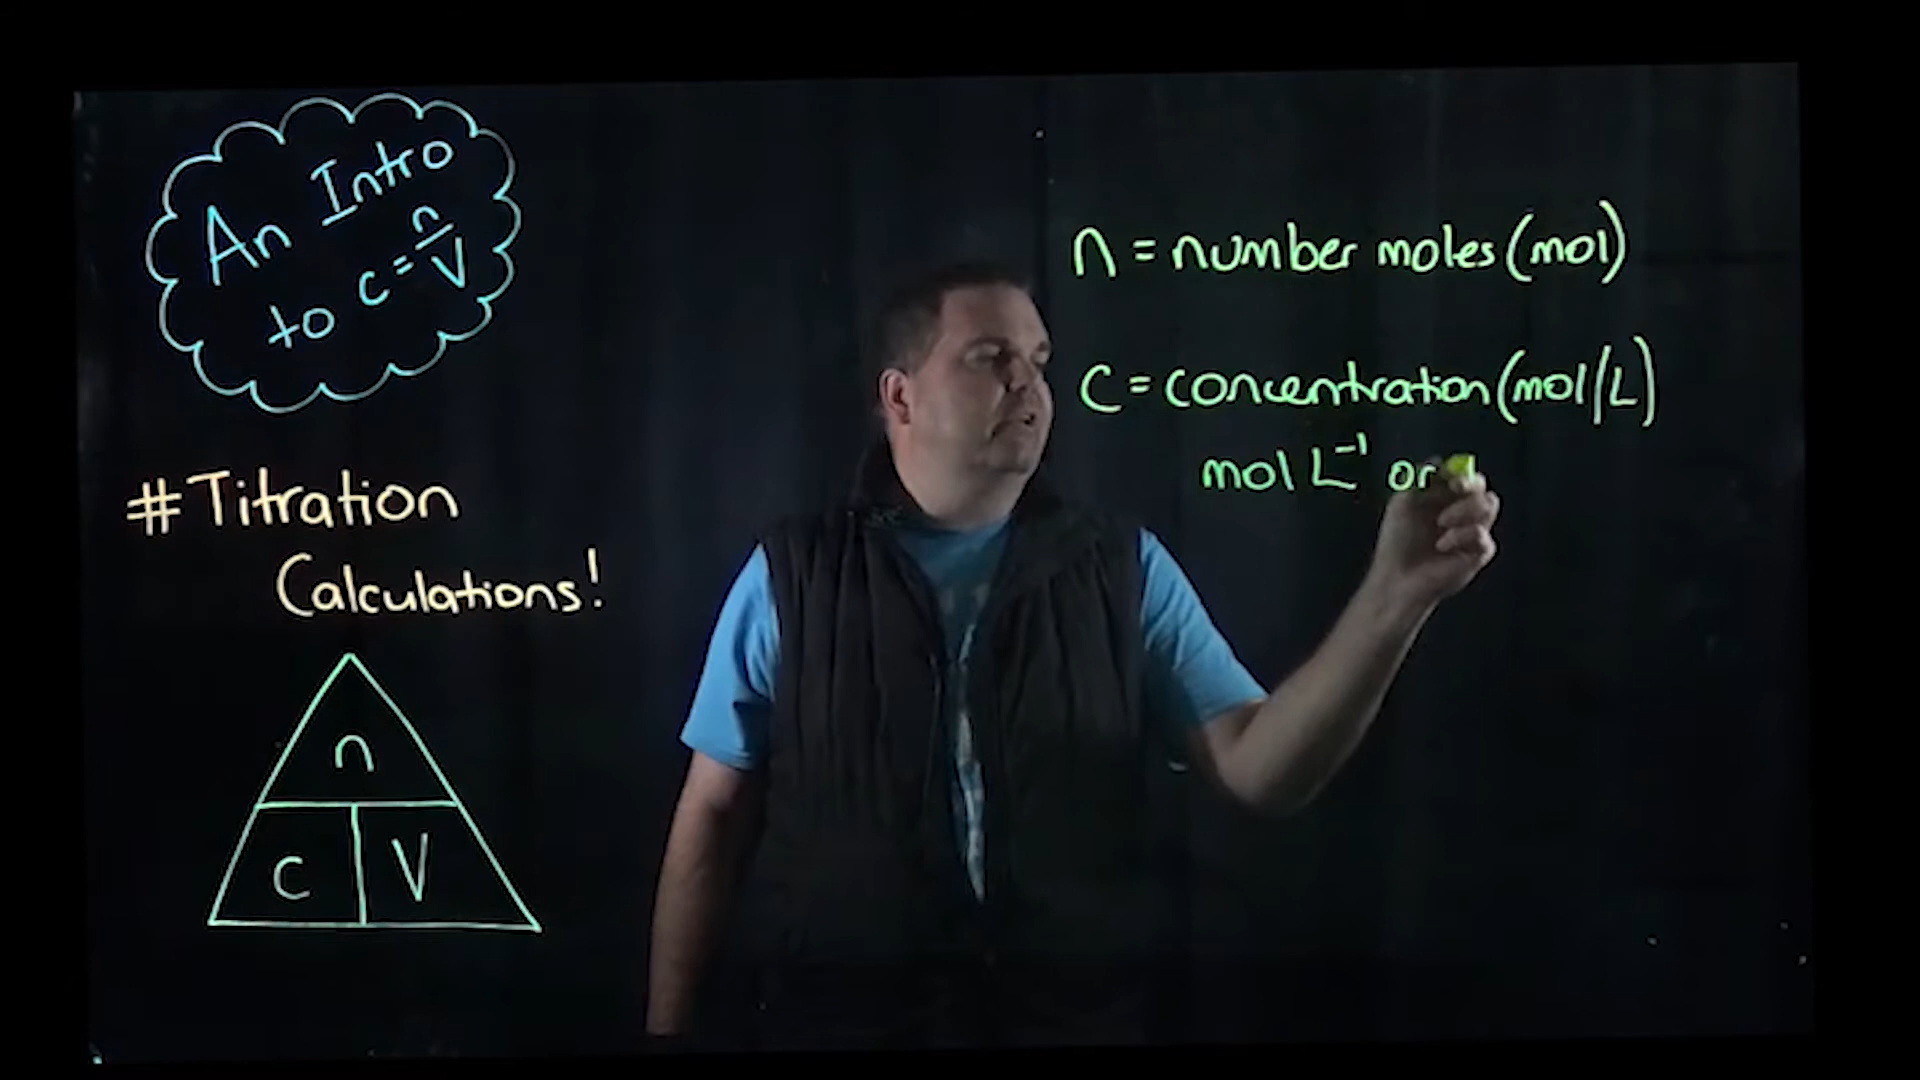 An Intro
to c = n/V
# Titration
Calculations!
n
c V
n = number moles (mol)
c = concentration (mol/L)
mol L⁻¹ or